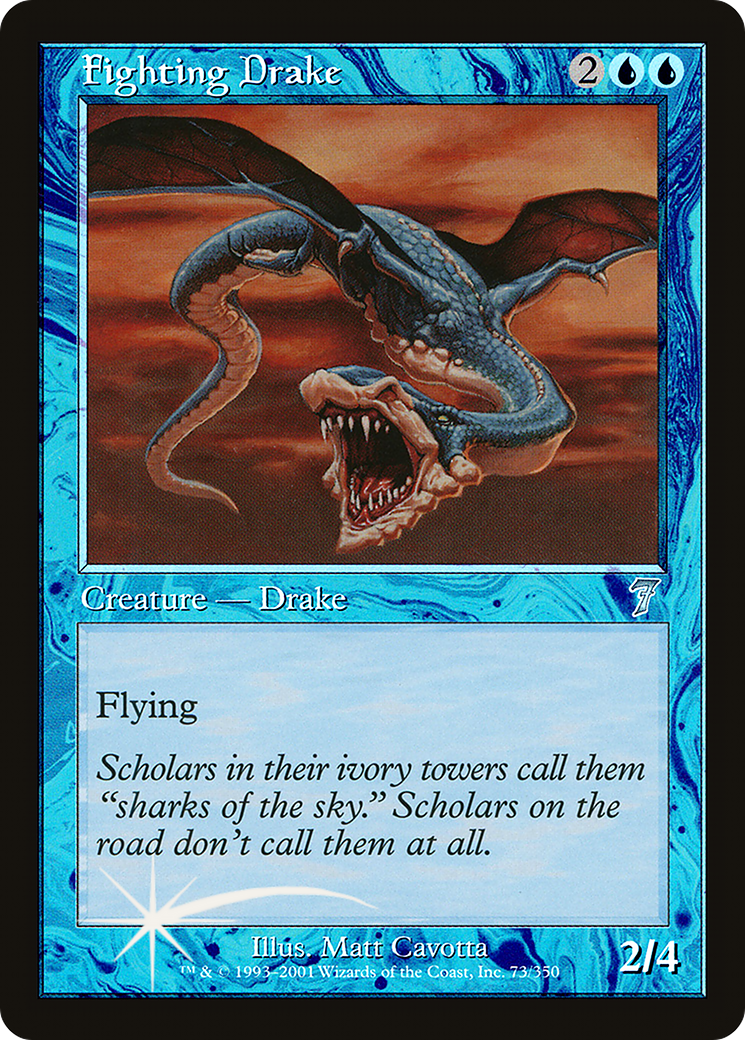 Fighting Drake 2
Creature — Drake 7
Flying
Scholars in their ivory towers call them
“sharks of the sky.” Scholars on the
road don’t call them at all.
Illus. Matt Cavotta
™ & © 1993–2001 Wizards of the Coast, Inc. 73/350
2/4